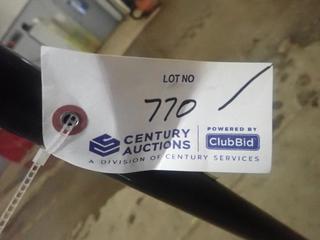 LOT NO
770 /
CENTURY AUCTIONS
POWERED BY
ClubBid
A DIVISION OF CENTURY SERVICES